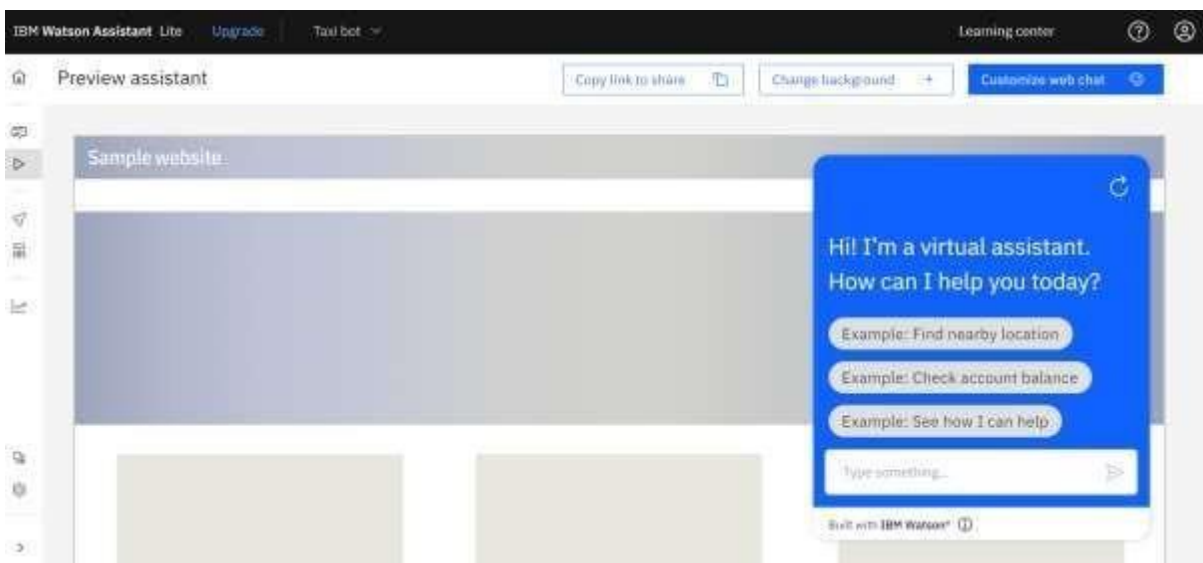 IBM Watson Assistant Lite Upgrade Taxi bot Learning center
Preview assistant Copy link to share Change background Customize web chat
Sample website
Hi! I'm a virtual assistant.
How can I help you today?
Example: Find nearby location
Example: Check account balance
Example: See how I can help
Type something...
Built with IBM Watson®